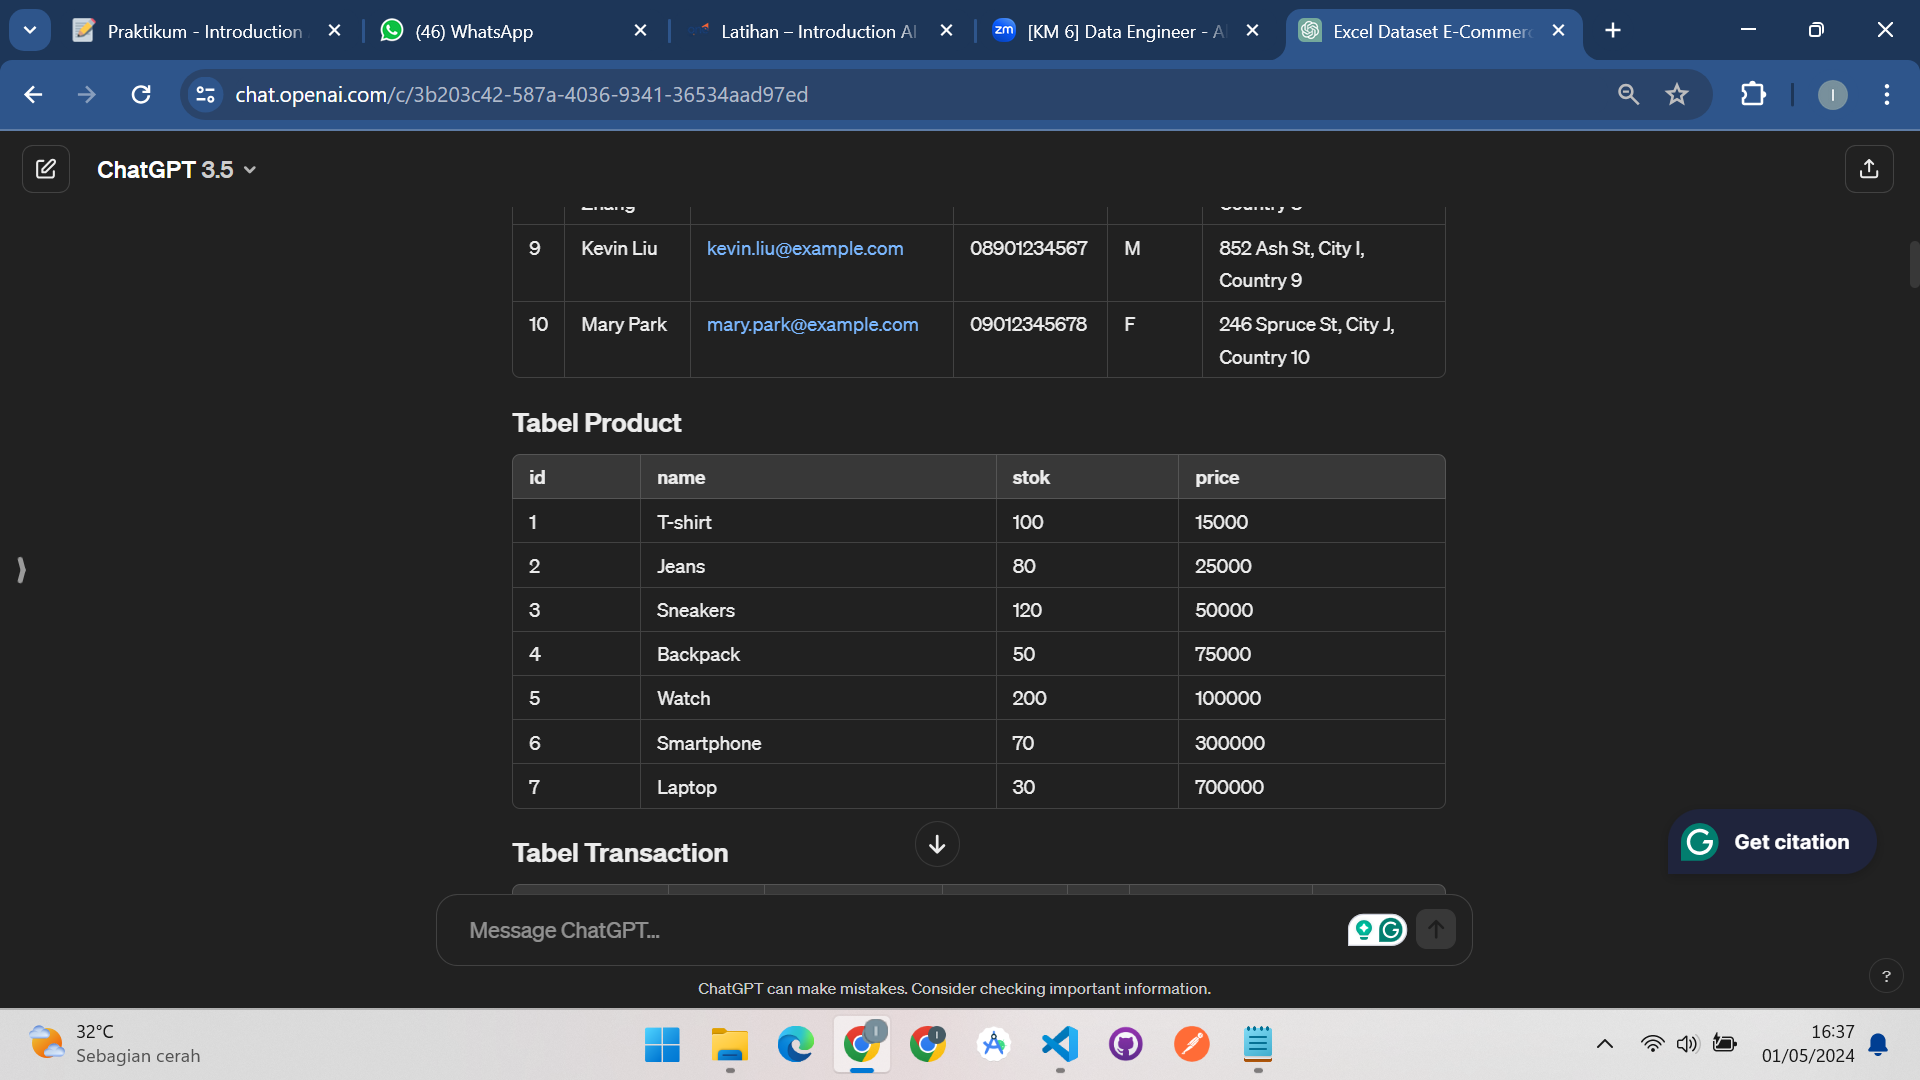 Praktikum - Introduction
(46) WhatsApp
Latihan – Introduction AI
zm [KM 6] Data Engineer - A
Excel Dataset E-Commerc
chat.openai.com/c/3b203c42-587a-4036-9341-36534aad97ed
I
ChatGPT 3.5
Zhang Country 8
9 Kevin Liu kevin.liu@example.com 08901234567 M 852 Ash St, City I,
Country 9
10 Mary Park mary.park@example.com 09012345678 F 246 Spruce St, City J,
Country 10
Tabel Product
id name stok price
1 T-shirt 100 15000
2 Jeans 80 25000
3 Sneakers 120 50000
4 Backpack 50 75000
5 Watch 200 100000
6 Smartphone 70 300000
7 Laptop 30 700000
Get citation
Tabel Transaction
Message ChatGPT...
ChatGPT can make mistakes. Consider checking important information.
?
32°C
Sebagian cerah
16:37
01/05/2024